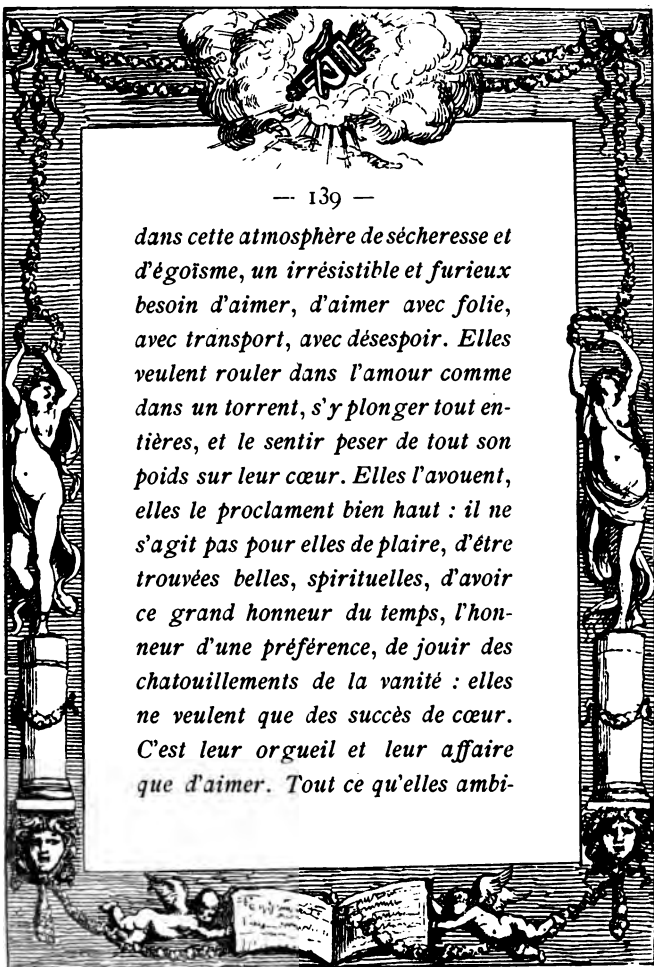 — 139 —
dans cette atmosphère de sécheresse et
d'égoïsme, un irrésistible et furieux
besoin d'aimer, d'aimer avec folie,
avec transport, avec désespoir. Elles
veulent rouler dans l'amour comme
dans un torrent, s'y plonger tout en-
tières, et le sentir peser de tout son
poids sur leur cœur. Elles l'avouent,
elles le proclament bien haut : il ne
s'agit pas pour elles de plaire, d'être
trouvées belles, spirituelles, d'avoir
ce grand honneur du temps, l'hon-
neur d'une préférence, de jouir des
chatouillements de la vanité : elles
ne veulent que des succès de cœur.
C'est leur orgueil et leur affaire
que d'aimer. Tout ce qu'elles ambi-